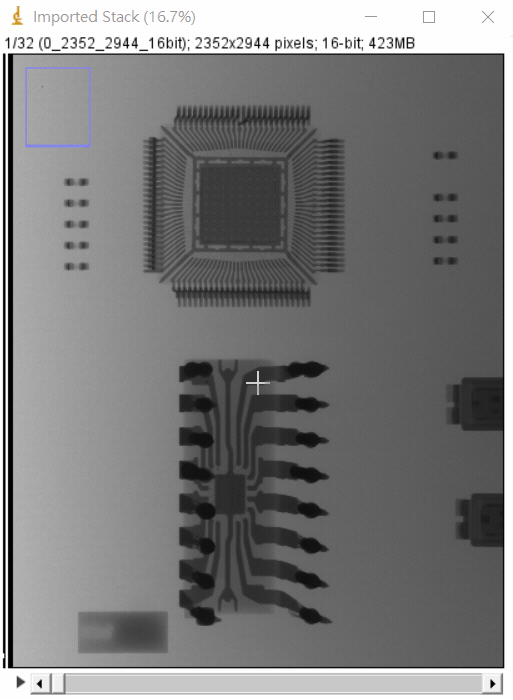 Imported Stack (16.7%)
1/32 (0_2352_2944_16bit); 2352x2944 pixels; 16-bit; 423MB